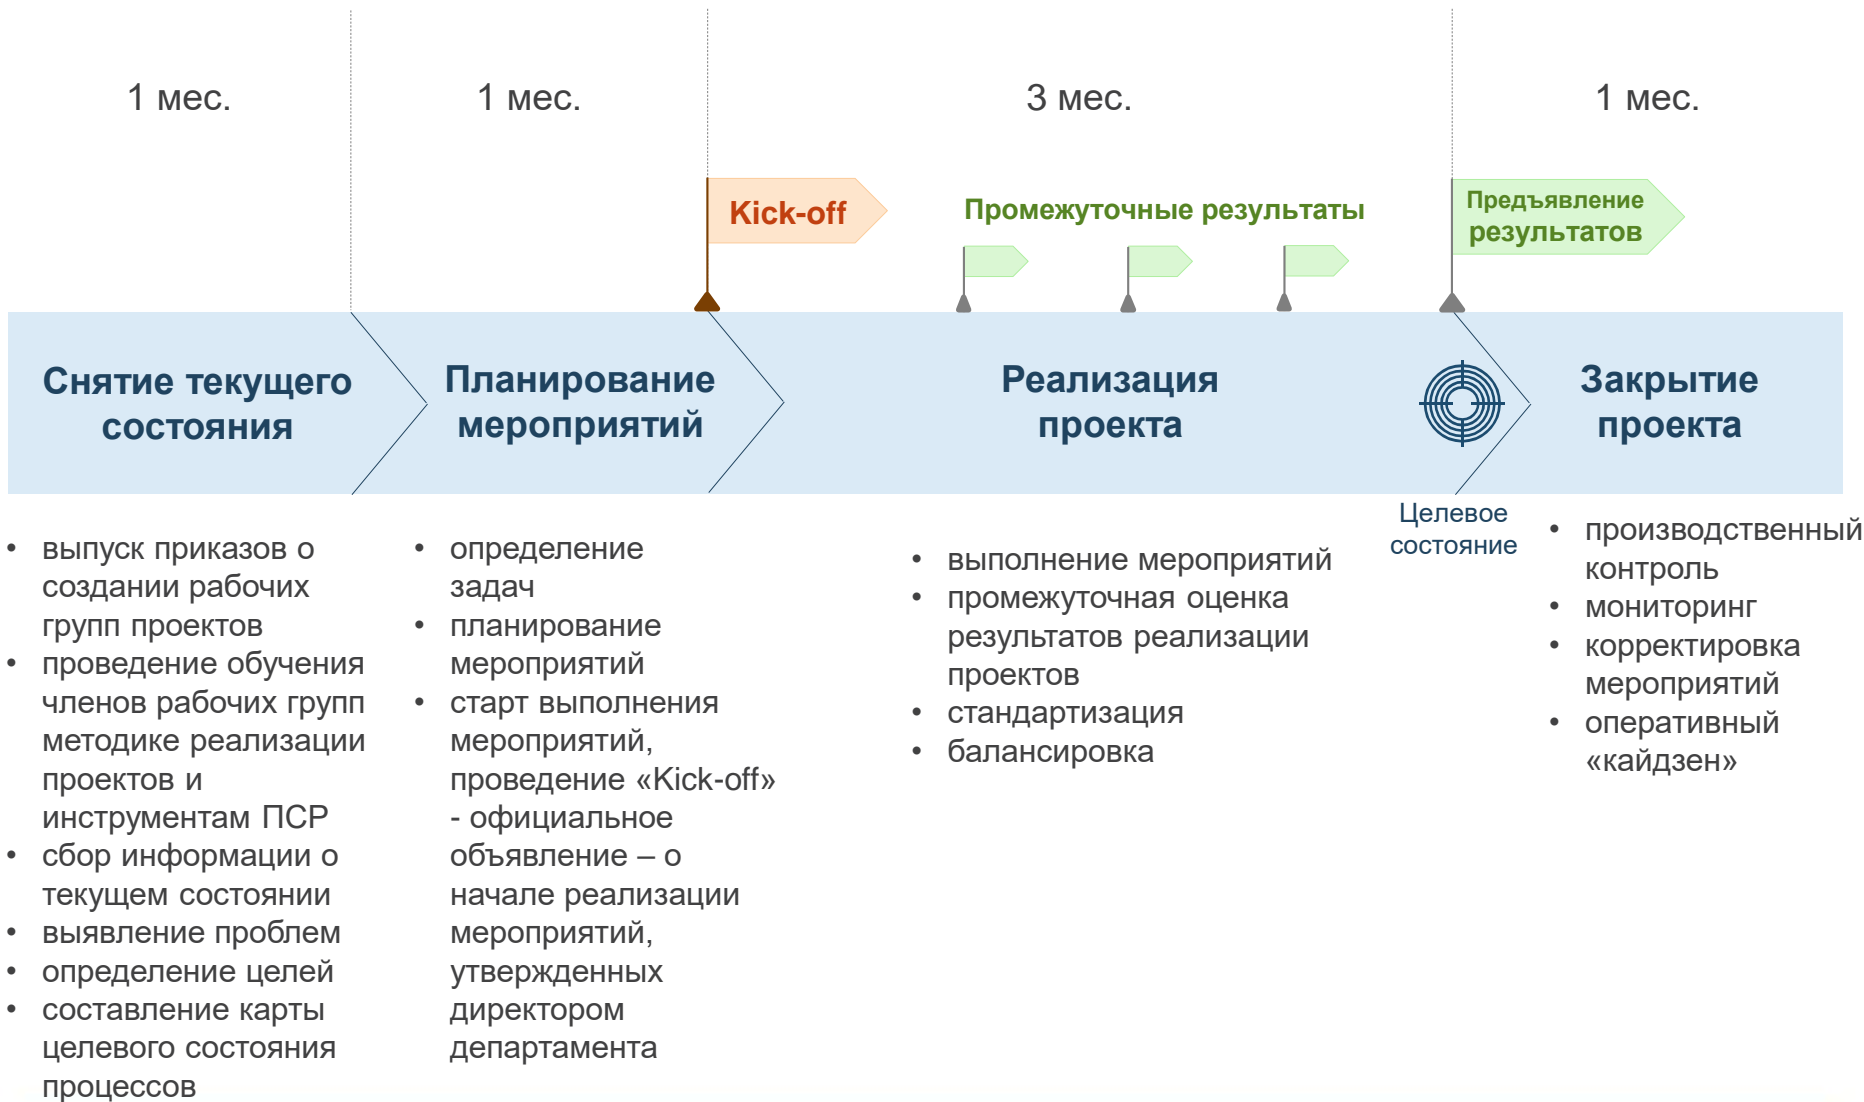 1 мес.
1 мес.
3 мес.
1 мес.
Kick-off
Промежуточные результаты
Предъявление
результатов
Снятие текущего
состояния
Планирование
мероприятий
Реализация
проекта
Закрытие
проекта
Целевое
состояние
• выпуск приказов о
создании рабочих
групп проектов
• проведение обучения
членов рабочих групп
методике реализации
проектов и
инструментам ПСР
• сбор информации о
текущем состоянии
• выявление проблем
• определение целей
• составление карты
целевого состояния
процессов
• определение
задач
• планирование
мероприятий
• старт выполнения
мероприятий,
проведение «Kick-off»
- официальное
объявление – о
начале реализации
мероприятий,
утвержденных
директором
департамента
• выполнение мероприятий
• промежуточная оценка
результатов реализации
проектов
• стандартизация
• балансировка
• производственный
контроль
• мониторинг
• корректировка
мероприятий
• оперативный
«кайдзен»